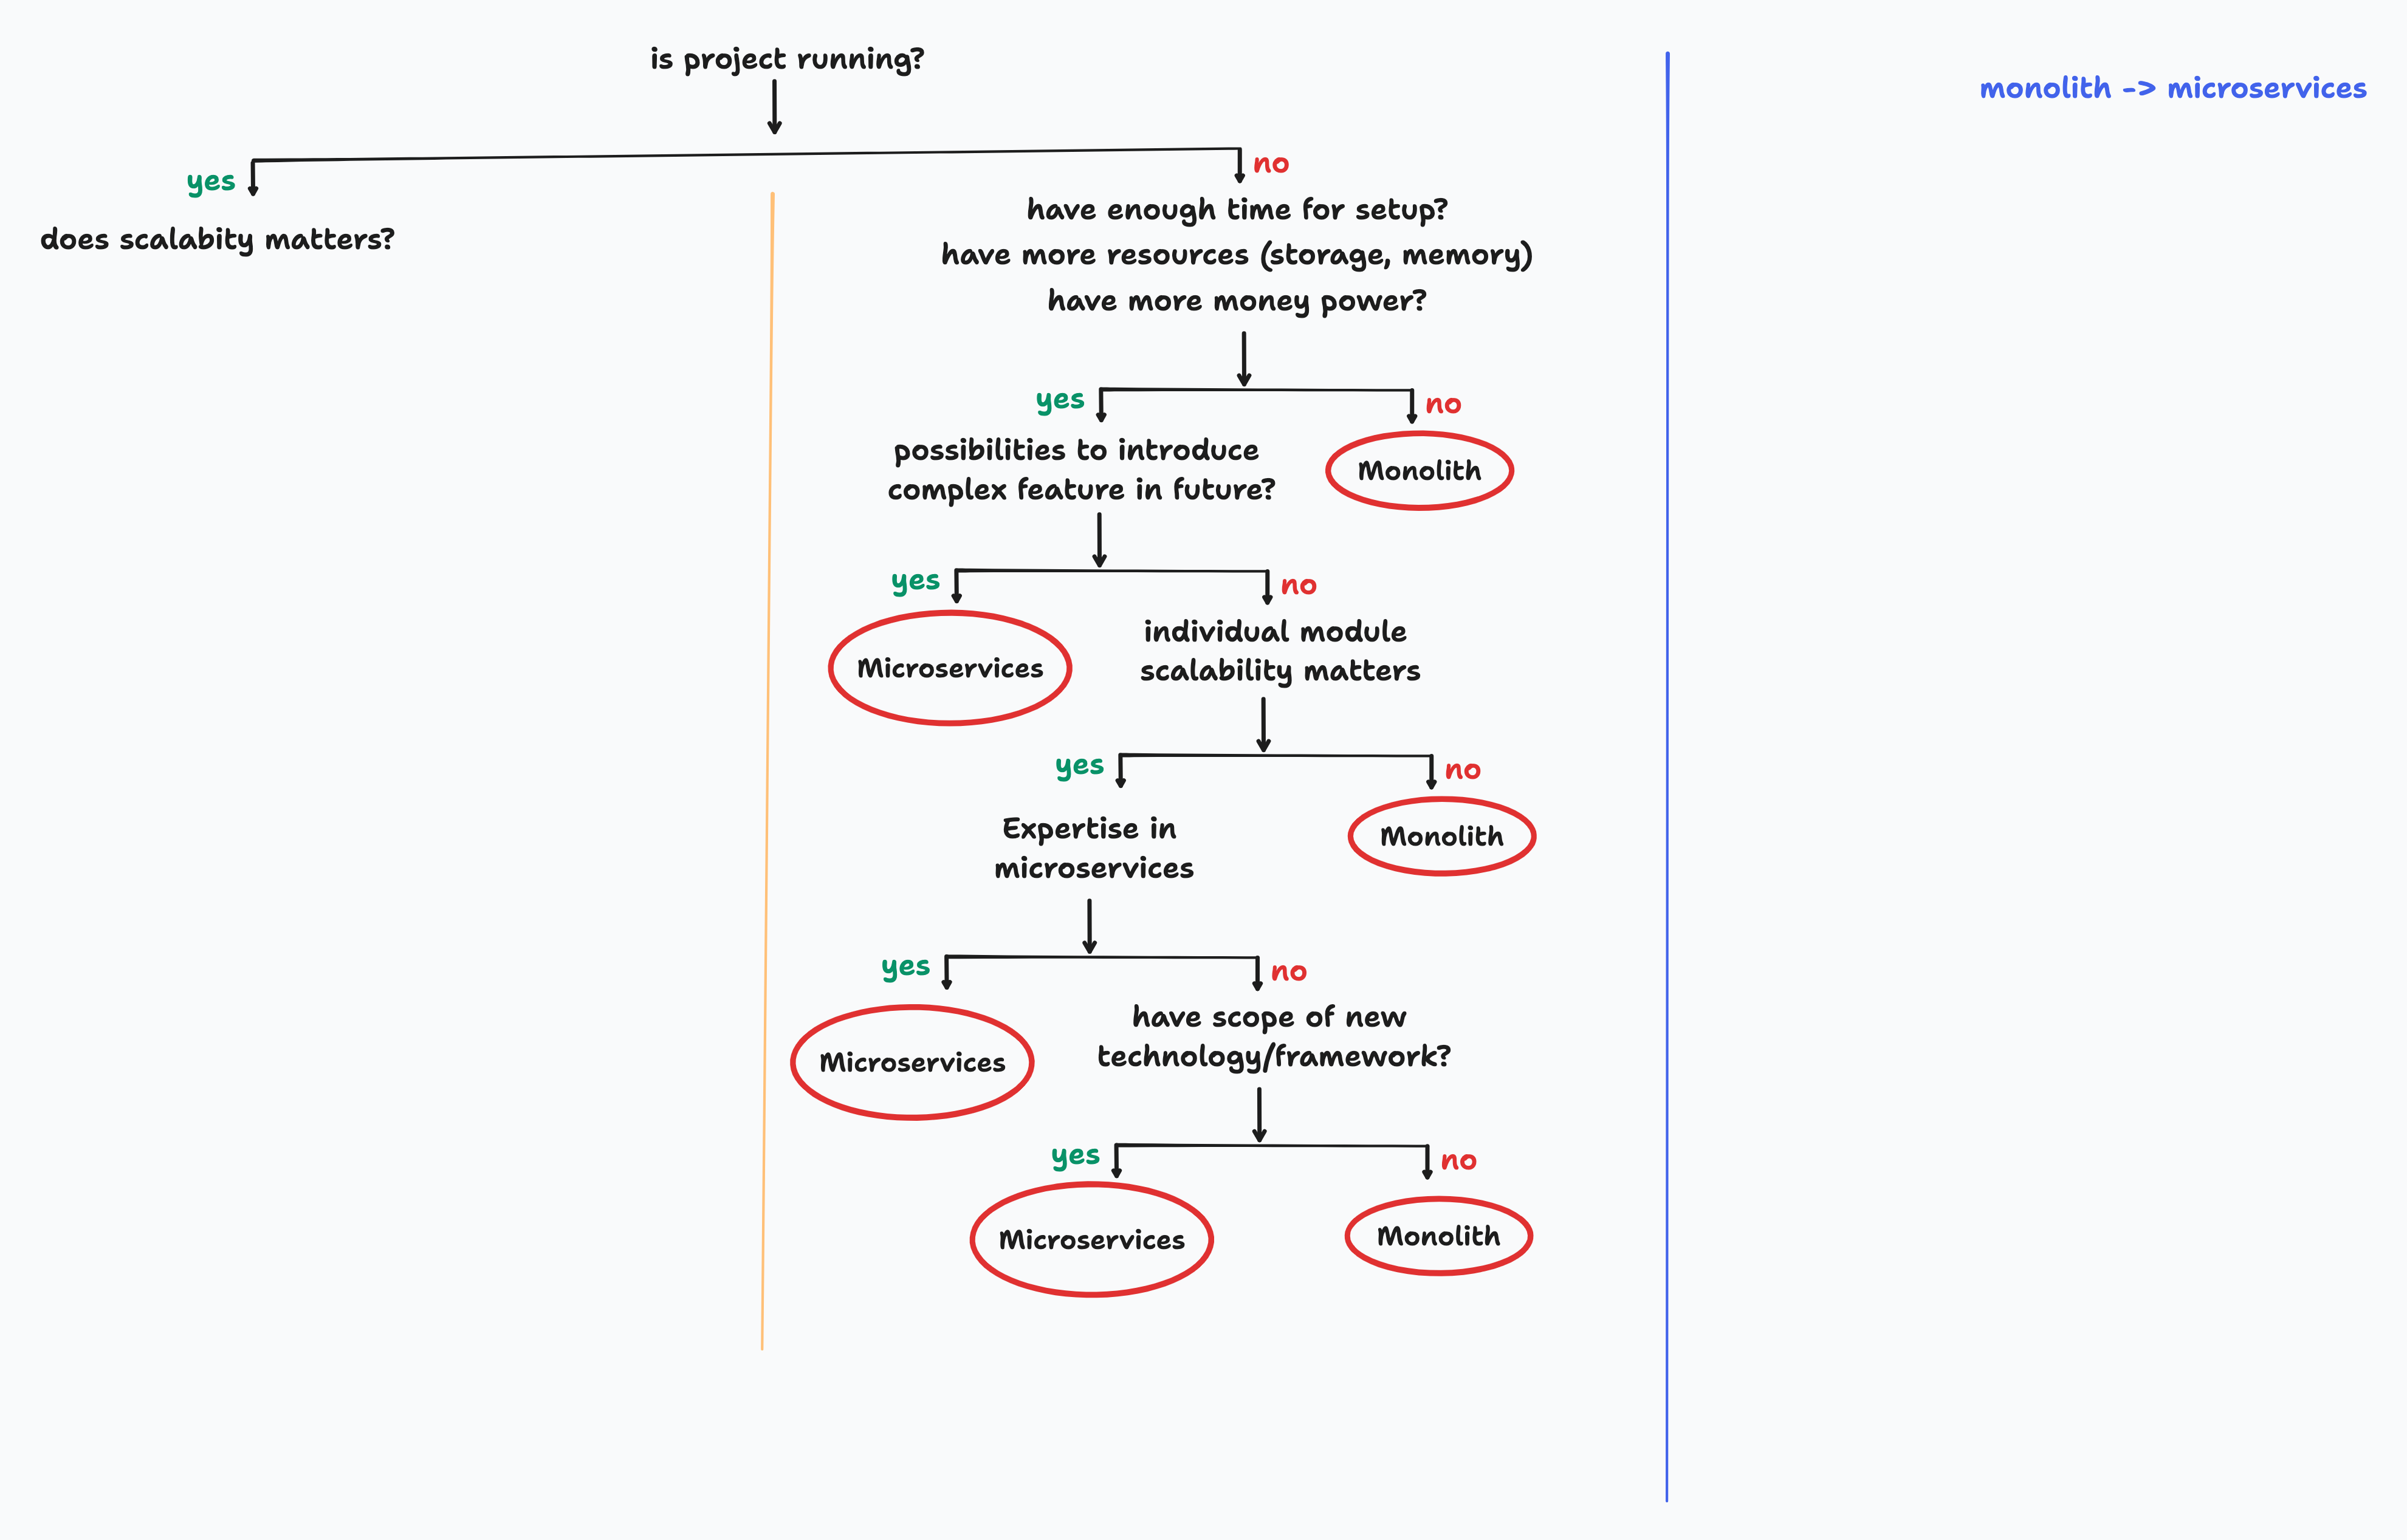 is project running?
monolith -> microservices
yes
no
does scalabity matters?
have enough time for setup?
have more resources (storage, memory)
have more money power?
yes
no
possibilities to introduce
complex feature in future?
Monolith
yes
no
Microservices
individual module
scalability matters
yes
no
Expertise in
microservices
Monolith
yes
no
Microservices
have scope of new
technology/framework?
yes
no
Microservices
Monolith